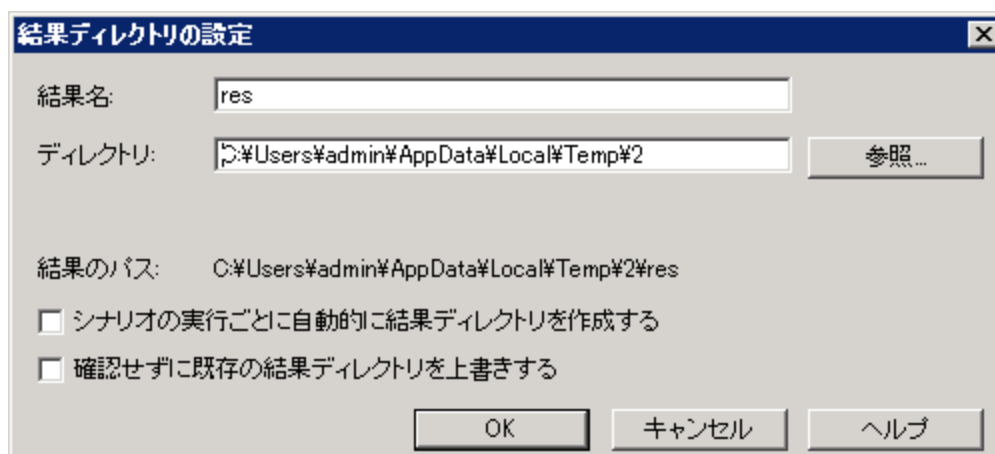 結果ディレクトリの設定
結果名: res
ディレクトリ: C:¥Users¥admin¥AppData¥Local¥Temp¥2 参照...
結果のパス: C:¥Users¥admin¥AppData¥Local¥Temp¥2¥res
シナリオの実行ごとに自動的に結果ディレクトリを作成する
確認せずに既存の結果ディレクトリを上書きする
OK キャンセル ヘルプ